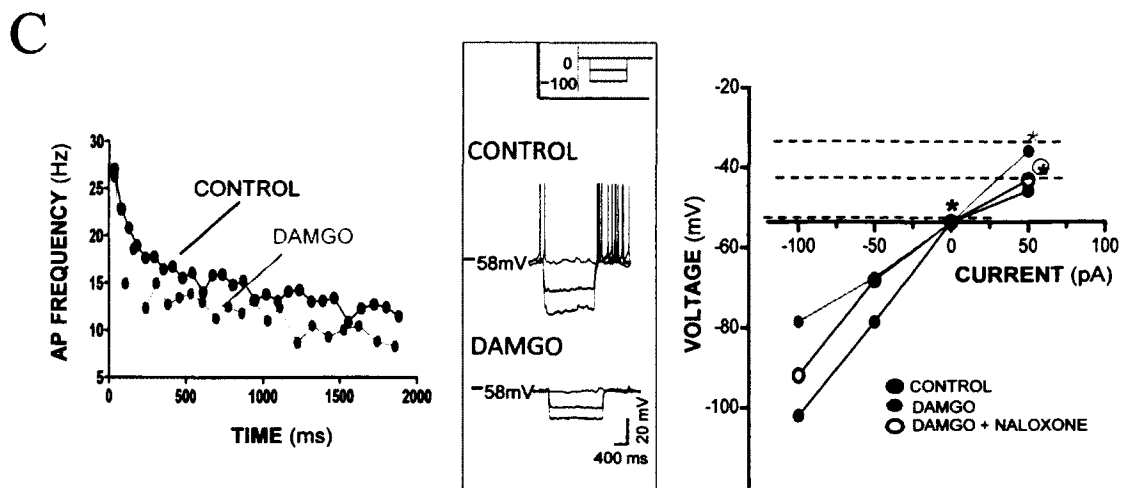 C
30
25
20
15
10
5
0
500
1000
1500
2000
AP FREQUENCY (Hz)
TIME (ms)
CONTROL
DAMGO
0
-100
CONTROL
-58mV
DAMGO
-58mV
20 mV
400 ms
-20
-40
-60
-80
-100
VOLTAGE (mV)
-100
-50
0
50
100
CURRENT (pA)
*
*
*
CONTROL
DAMGO
DAMGO + NALOXONE